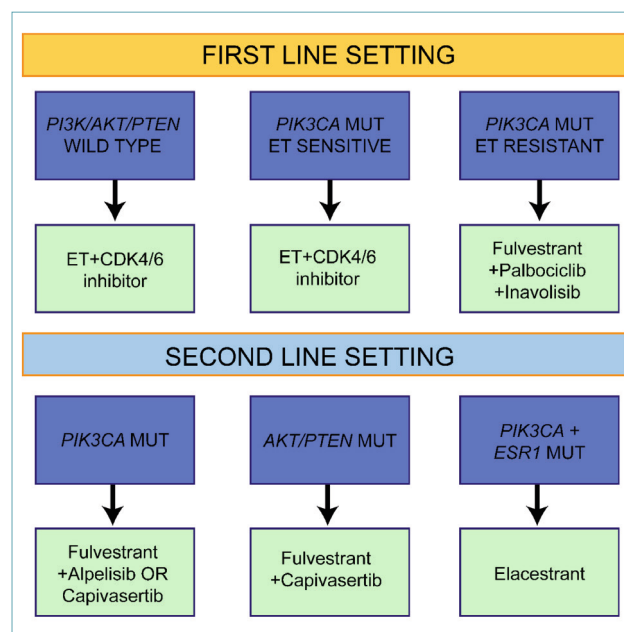 FIRST LINE SETTING
PI3K/AKT/PTEN
WILD TYPE
PIK3CA MUT
ET SENSITIVE
PIK3CA MUT
ET RESISTANT
ET+CDK4/6
inhibitor
ET+CDK4/6
inhibitor
Fulvestrant
+Palbociclib
+Inavolisib
SECOND LINE SETTING
PIK3CA MUT
AKT/PTEN MUT
PIK3CA +
ESR1 MUT
Fulvestrant
+Alpelisib OR
Capivasertib
Fulvestrant
+Capivasertib
Elacestrant